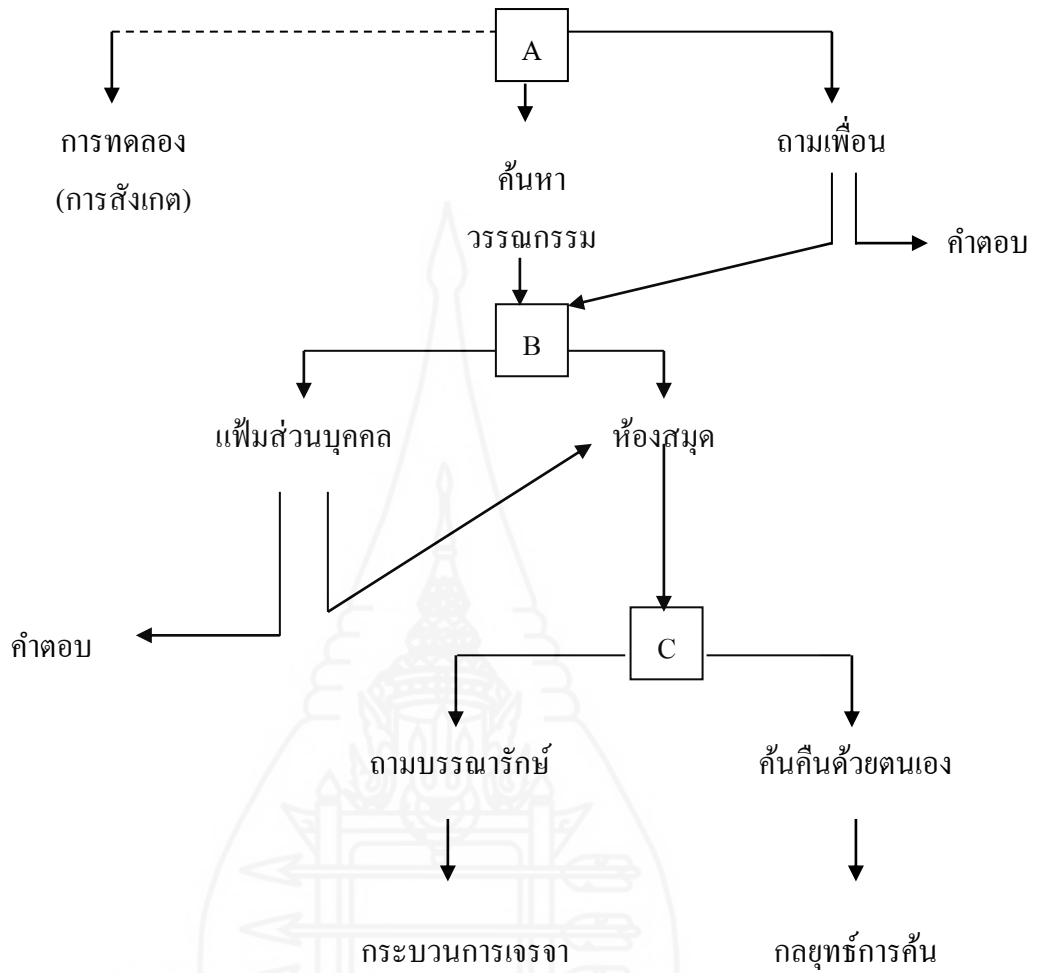 A
การทดลอง
(การสังเกต)
ค้นหา
วรรณกรรม
ถามเพื่อน
คำตอบ
B
แฟ้มส่วนบุคคล
ห้องสมุด
คำตอบ
C
ถามบรรณารักษ์
ค้นคืนด้วยตนเอง
กระบวนการเจรจา
กลยุทธ์การค้น